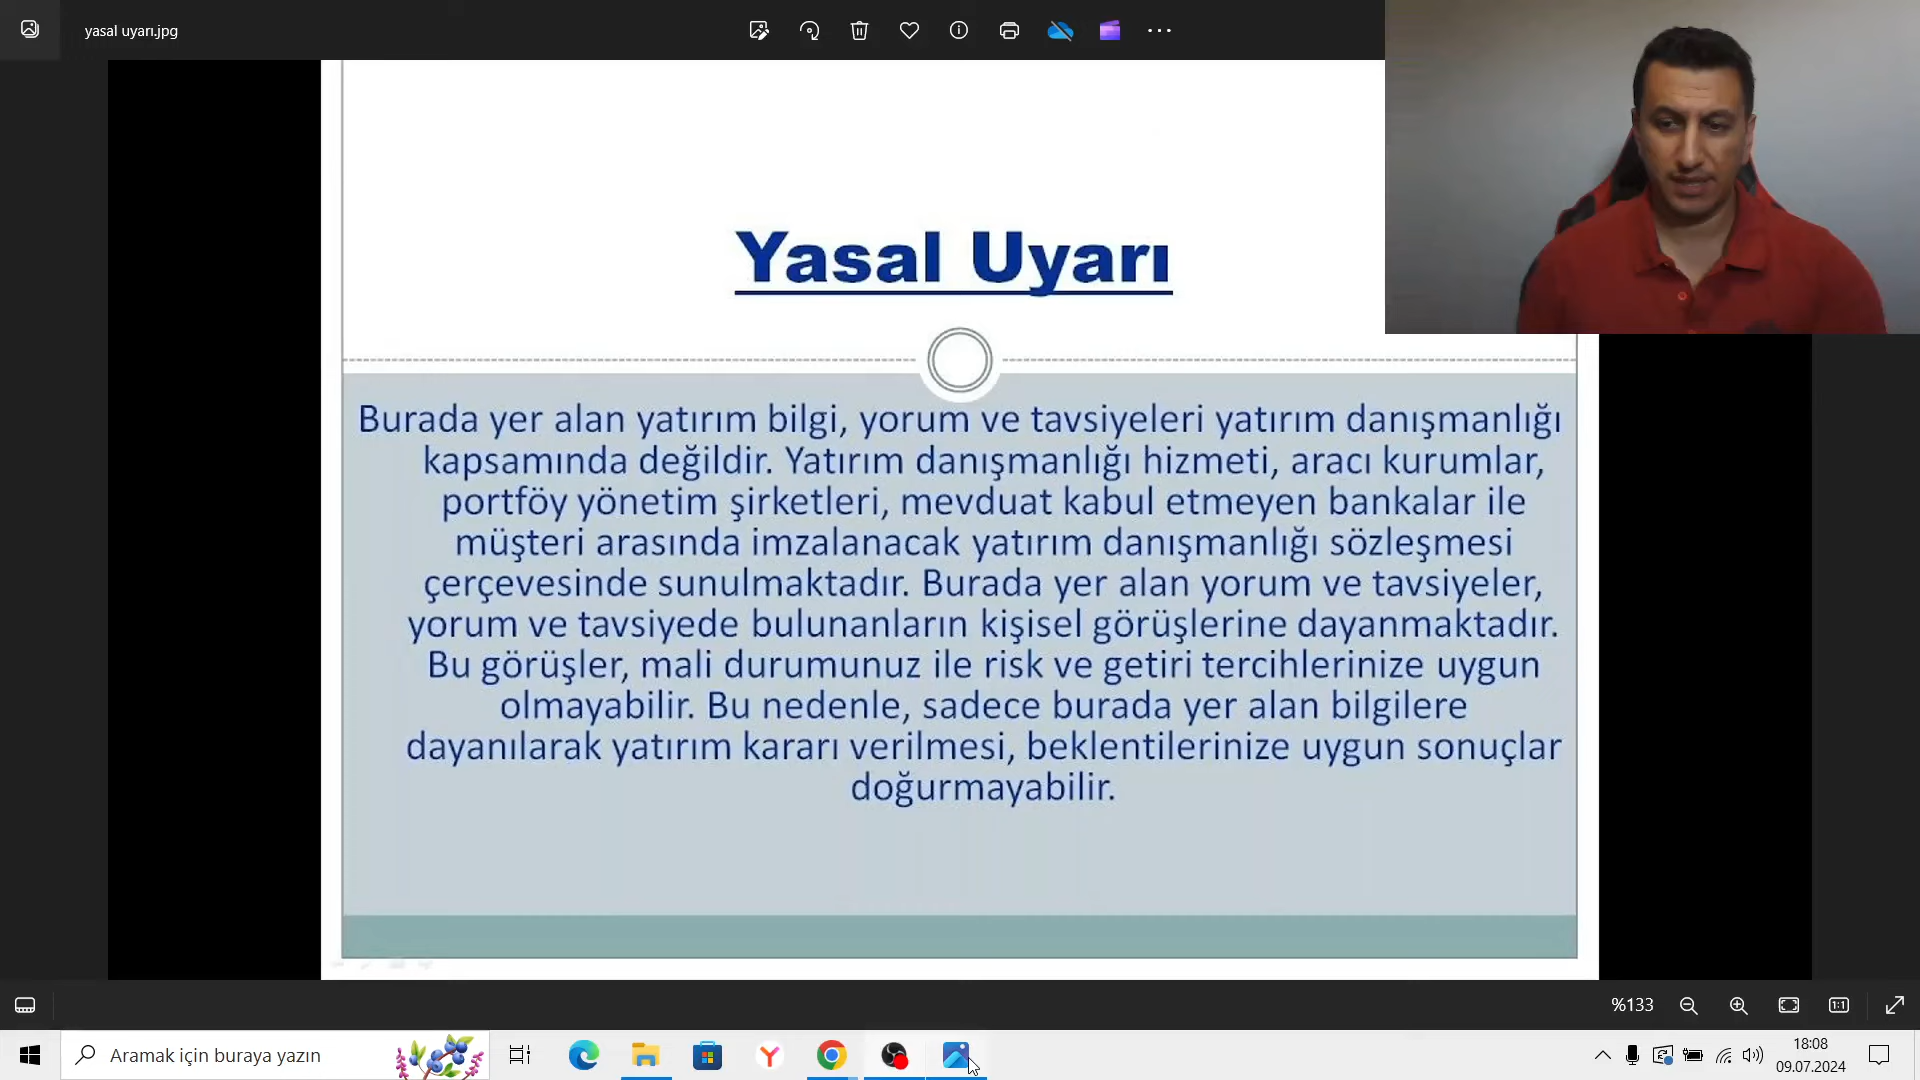 yasal uyarı.jpg
Yasal Uyarı
Burada yer alan yatırım bilgi, yorum ve tavsiyeleri yatırım danışmanlığı
kapsamında değildir. Yatırım danışmanlığı hizmeti, aracı kurumlar,
portföy yönetim şirketleri, mevduat kabul etmeyen bankalar ile
müşteri arasında imzalanacak yatırım danışmanlığı sözleşmesi
çerçevesinde sunulmaktadır. Burada yer alan yorum ve tavsiyeler,
yorum ve tavsiyede bulunanların kişisel görüşlerine dayanmaktadır.
Bu görüşler, mali durumunuz ile risk ve getiri tercihlerinize uygun
olmayabilir. Bu nedenle, sadece burada yer alan bilgilere
dayanılarak yatırım kararı verilmesi, beklentilerinize uygun sonuçlar
doğurmayabilir.
%133
1:1
Aramak için buraya yazın
18:08
09.07.2024